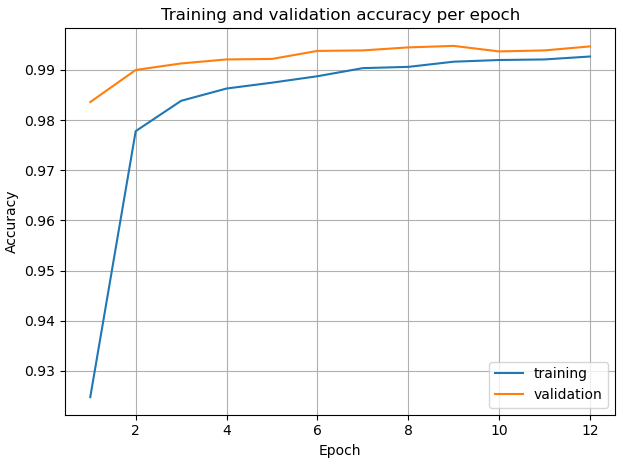 Training and validation accuracy per epoch
Accuracy
0.99
0.98
0.97
0.96
0.95
0.94
0.93
training
validation
2 4 6 8 10 12
Epoch